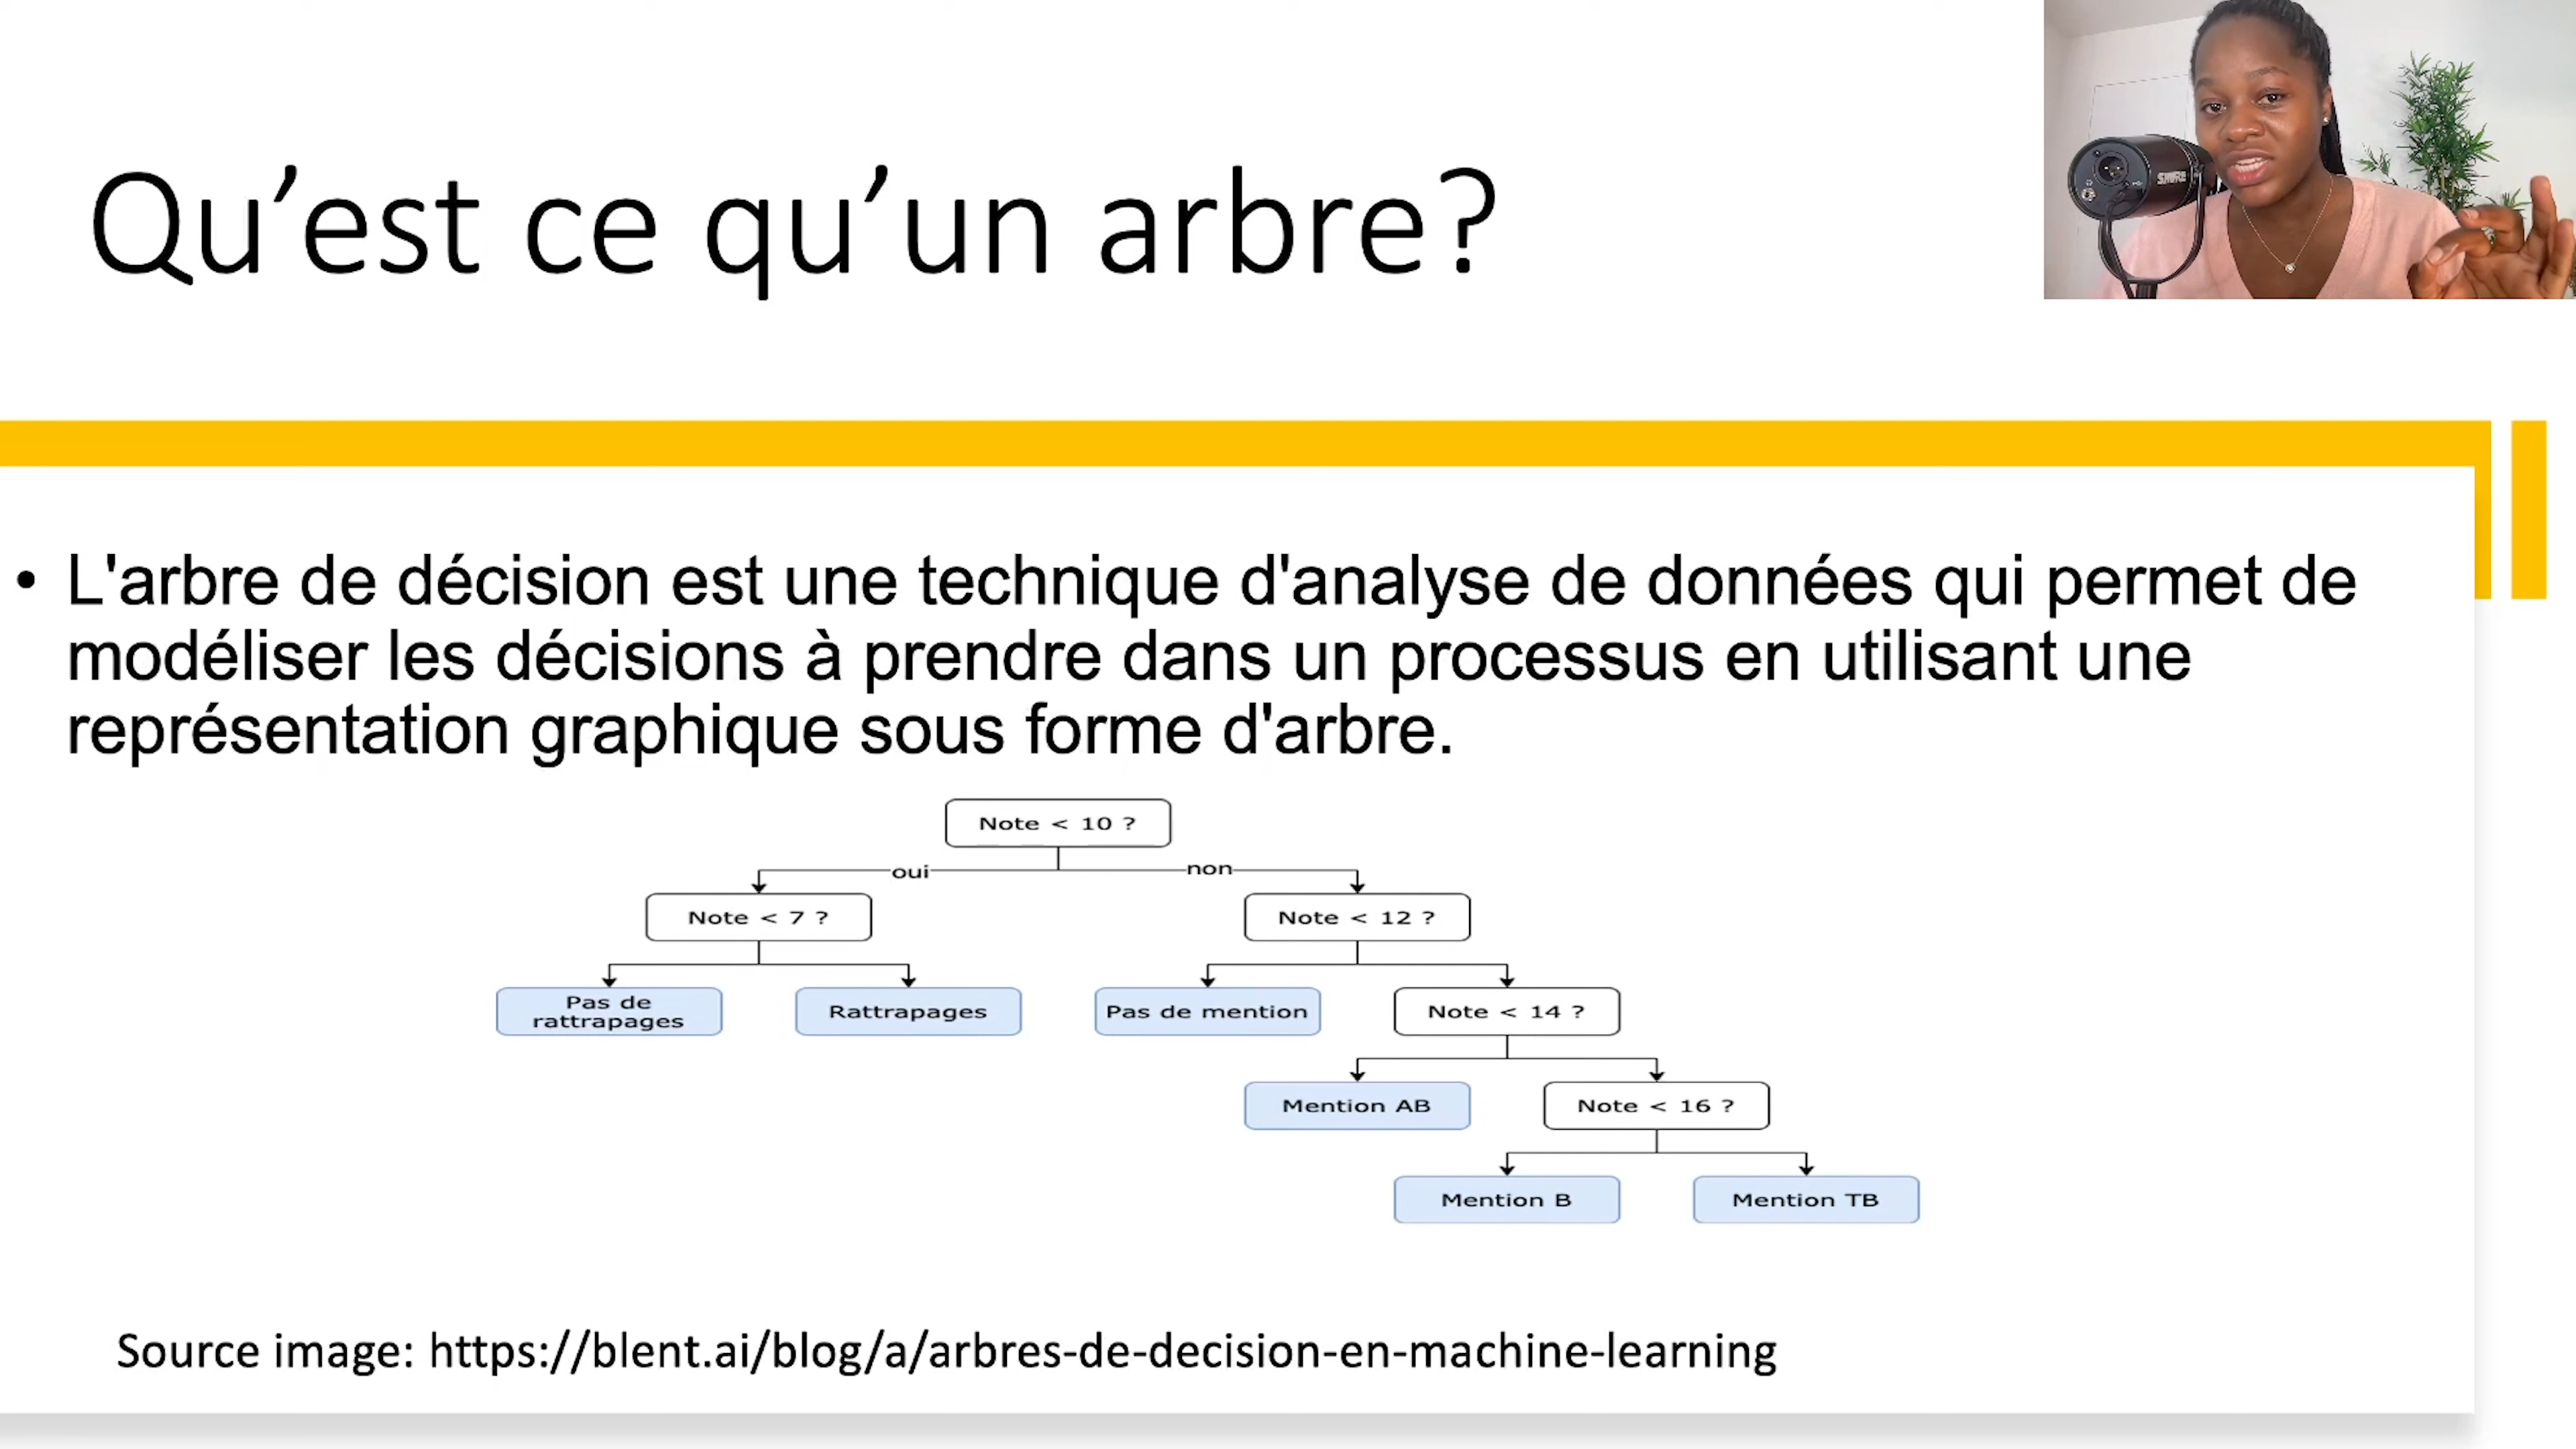 Qu’est ce qu’un arbre?
SHURE
• L'arbre de décision est une technique d'analyse de données qui permet de
modéliser les décisions à prendre dans un processus en utilisant une
représentation graphique sous forme d'arbre.
Note < 10 ?
oui
non
Note < 7 ?
Note < 12 ?
Pas de
rattrapages
Rattrapages
Pas de mention
Note < 14 ?
Mention AB
Note < 16 ?
Mention B
Mention TB
Source image: https://blent.ai/blog/a/arbres-de-decision-en-machine-learning